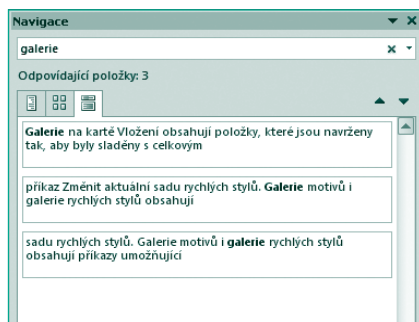 Navigace
galerie
Odpovídající položky: 3
Galerie na kartě Vložení obsahují položky, které jsou navrženy
tak, aby byly sladěny s celkovým
příkaz Změnit aktuální sadu rychlých stylů. Galerie motivů i
galerie rychlých stylů obsahují
sadu rychlých stylů. Galerie motivů i galerie rychlých stylů
obsahují příkazy umožňující